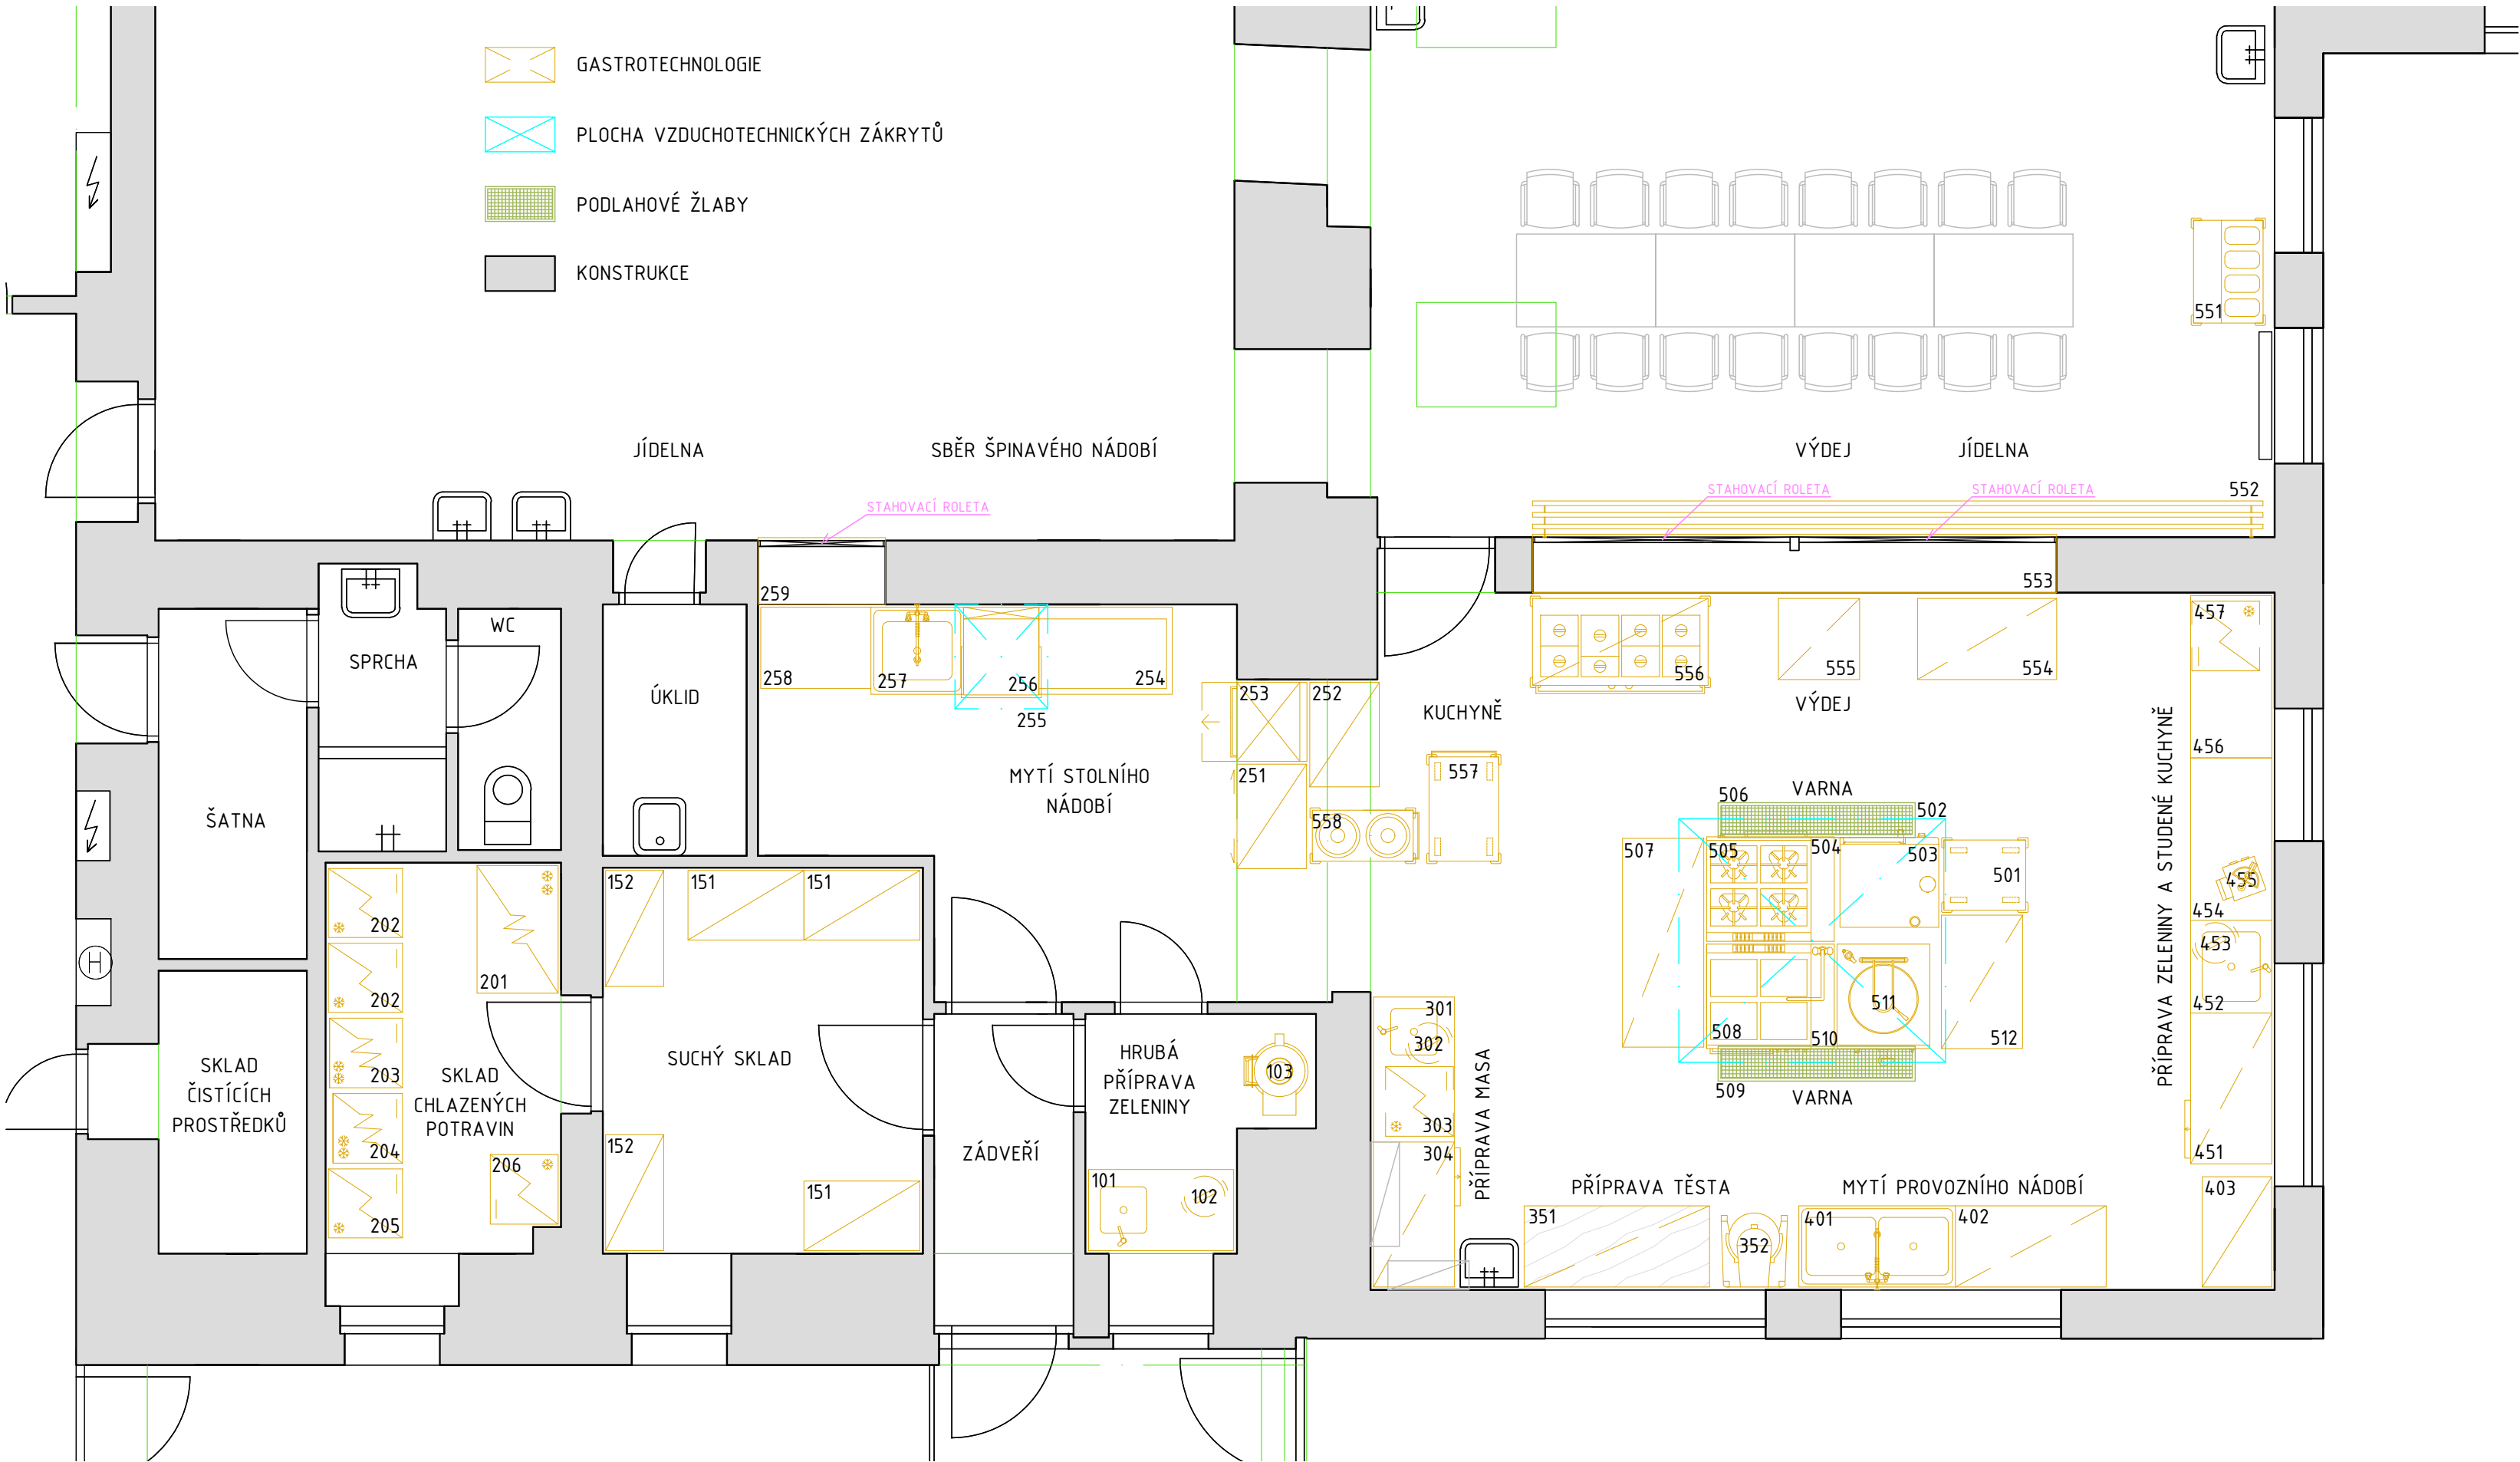 GASTROTECHNOLOGIE
PLOCHA VZDUCHOTECHNICKÝCH ZÁKRYTŮ
PODLAHOVÉ ŽLABY
KONSTRUKCE
551
JÍDELNA
SBĚR ŠPINAVÉHO NÁDOBÍ
VÝDEJ
JÍDELNA
STAHOVACÍ ROLETA
STAHOVACÍ ROLETA
STAHOVACÍ ROLETA
552
553
259
258
257
256
254
255
253
252
251
WC
SPRCHA
ÚKLID
ŠATNA
MYTÍ STOLNÍHO
NÁDOBÍ
KUCHYNĚ
557
558
556
555
554
VÝDEJ
457
456
PŘÍPRAVA ZELENINY A STUDENÉ KUCHYNĚ
455
454
453
452
451
VARNA
506
502
507
505
504
503
501
508
510
511
512
509
VARNA
202
201
202
203
204
205
206
SKLAD
CHLAZENÝCH
POTRAVIN
SKLAD
ČISTÍCÍCH
PROSTŘEDKŮ
152
151
151
SUCHÝ SKLAD
152
151
ZÁDVEŘÍ
HRUBÁ
PŘÍPRAVA
ZELENINY
103
101
102
301
302
303
304
PŘÍPRAVA MASA
PŘÍPRAVA TĚSTA
351
352
MYTÍ PROVOZNÍHO NÁDOBÍ
401
402
403
H